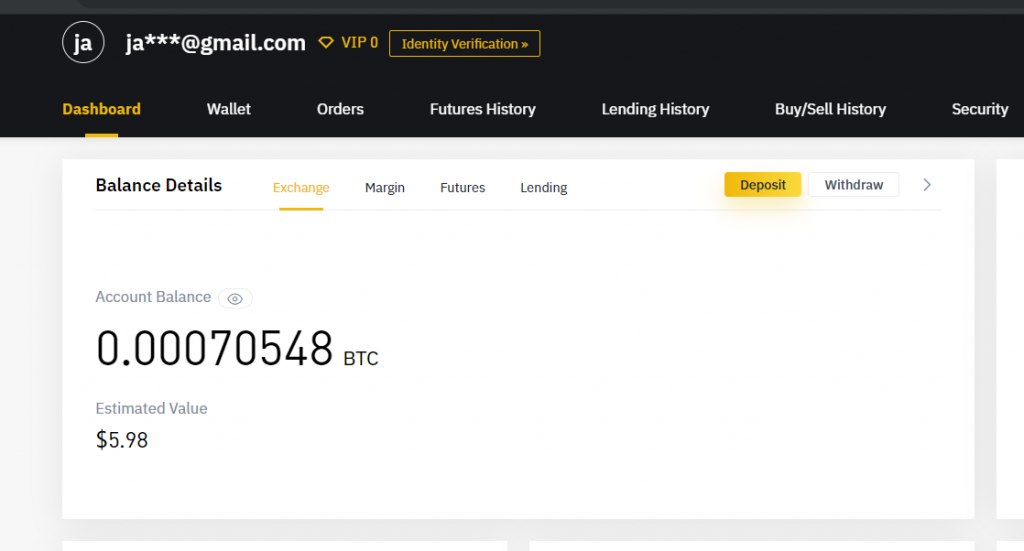 ja ja***@gmail.com VIP 0 Identity Verification »
Dashboard Wallet Orders Futures History Lending History Buy/Sell History Security
Balance Details Exchange Margin Futures Lending Deposit Withdraw
Account Balance
0.00070548 BTC
Estimated Value
$5.98